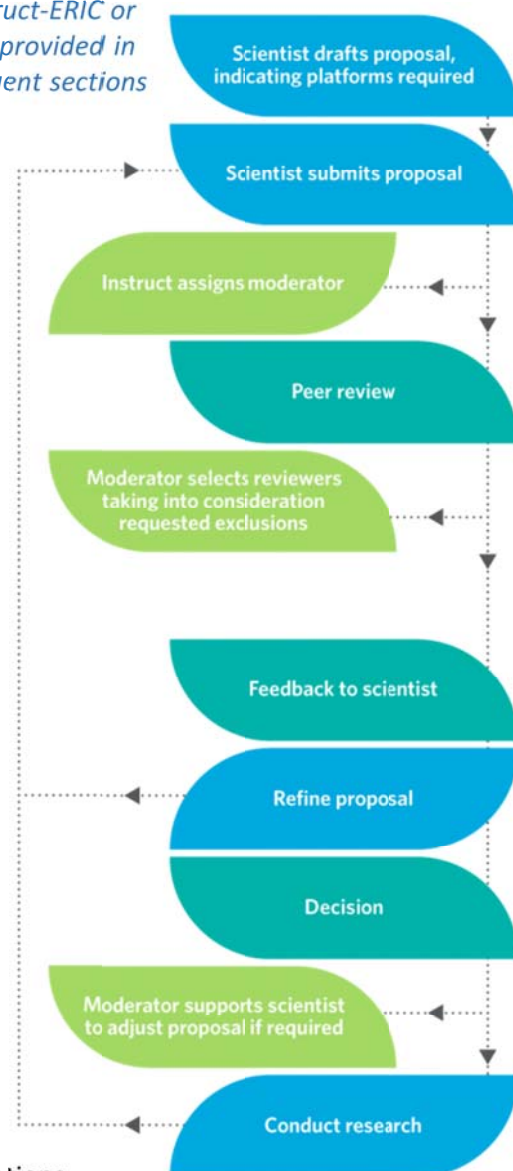 ruct-ERIC or
provided in
uent sections
Scientist drafts proposal,
indicating platforms required
Scientist submits proposal
Instruct assigns moderator
Peer review
Moderator selects reviewers
taking into consideration
requested exclusions
Feedback to scientist
Refine proposal
Decision
Moderator supports scientist
to adjust proposal if required
Conduct research